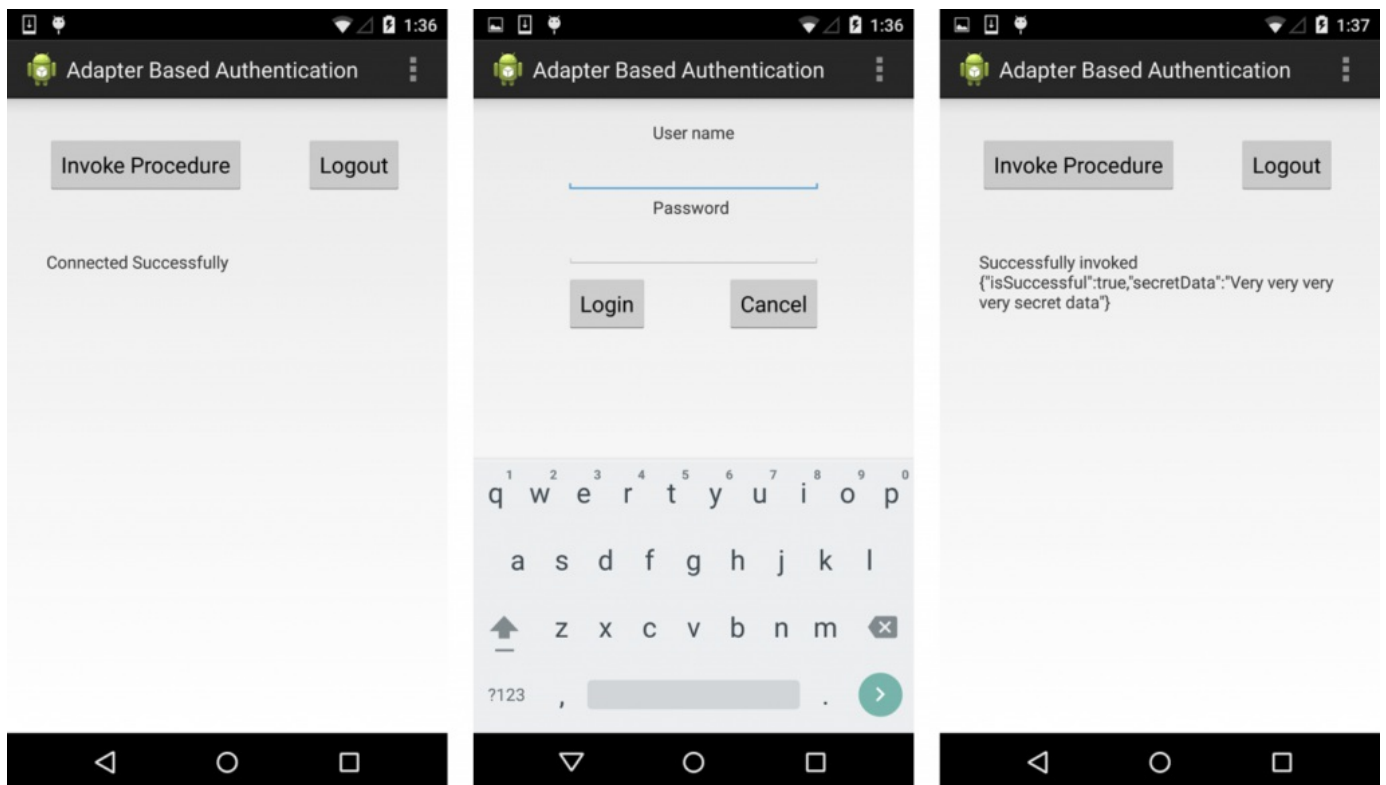 1:36
Adapter Based Authentication
Invoke Procedure Logout
Connected Successfully
1:36
Adapter Based Authentication
User name
Password
Login Cancel
1 2 3 4 5 6 7 8 9 0
q w e r t y u i o p
a s d f g h j k l
z x c v b n m
?123 , .
1:37
Adapter Based Authentication
Invoke Procedure Logout
Successfully invoked
{"isSuccessful":true,"secretData":"Very very very
very secret data"}